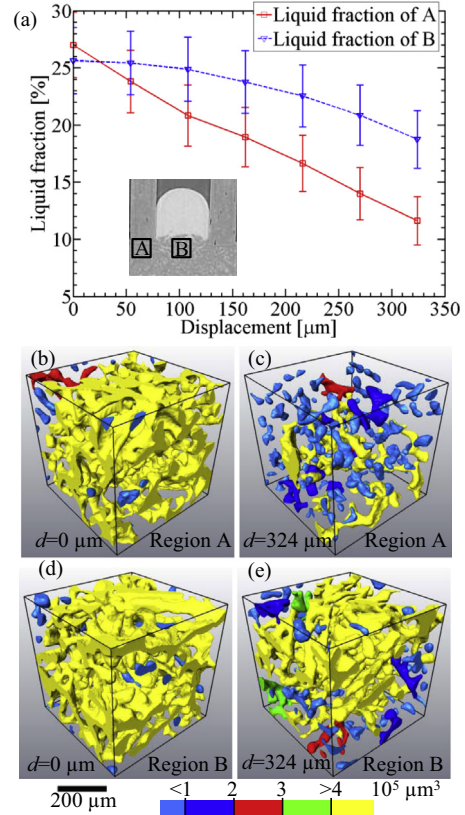 (a)
Liquid fraction of A
Liquid fraction of B
Liquid fraction [%]
35
30
25
20
15
10
5
A
B
0 50 100 150 200 250 300 350
Displacement [μm]
(b)
(c)
d=0 μm Region A
d=324 μm Region A
(d)
(e)
d=0 μm Region B
d=324 μm Region B
200 μm
<1 2 3 >4 10⁵ μm³